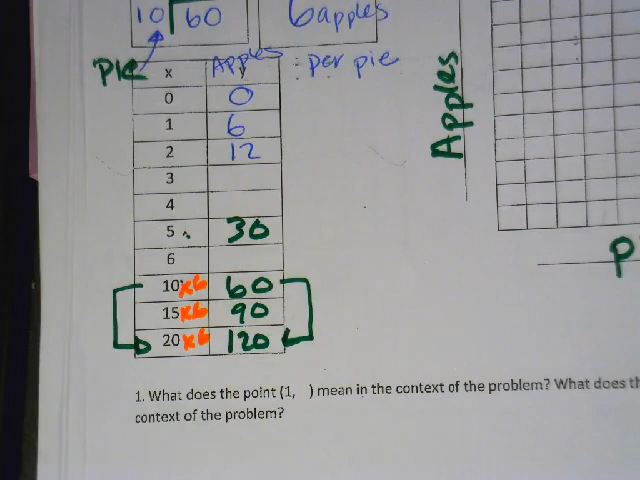 10 60 6 apples
pie x Apples : per pie
0 0
1 6
2 12
3
4
5 30
6
10 x6 60
15 x6 90
20 x6 120
Apples
P
1. What does the point (1,   ) mean in the context of the problem? What does th
context of the problem?